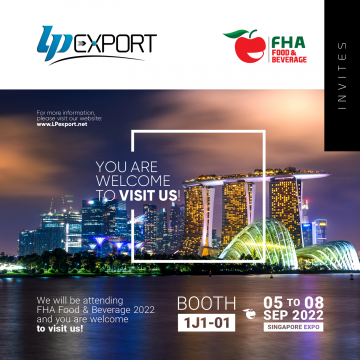 LPEXPORT
FHA
FOOD &
BEVERAGE
INVITES
For more information,
please visit our website:
www.LPexport.net
YOU ARE
WELCOME
TO VISIT US!
We will be attending
FHA Food & Beverage 2022
and you are welcome
to visit us!
BOOTH
1J1-01
05 TO 08
SEP 2022
SINGAPORE EXPO